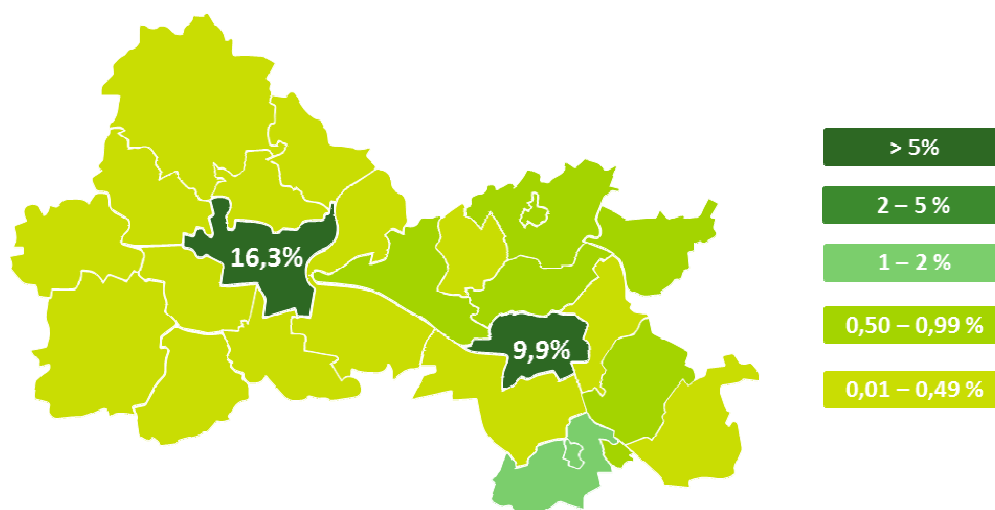 > 5%
2 – 5 %
1 – 2 %
16,3%
0,50 – 0,99 %
9,9%
0,01 – 0,49 %